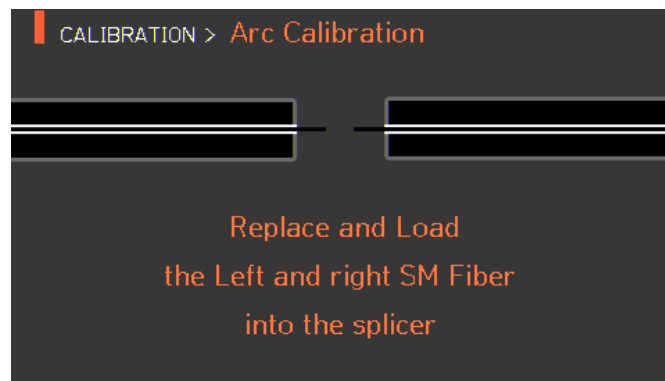 CALIBRATION > Arc Calibration
Replace and Load
the Left and right SM Fiber
into the splicer